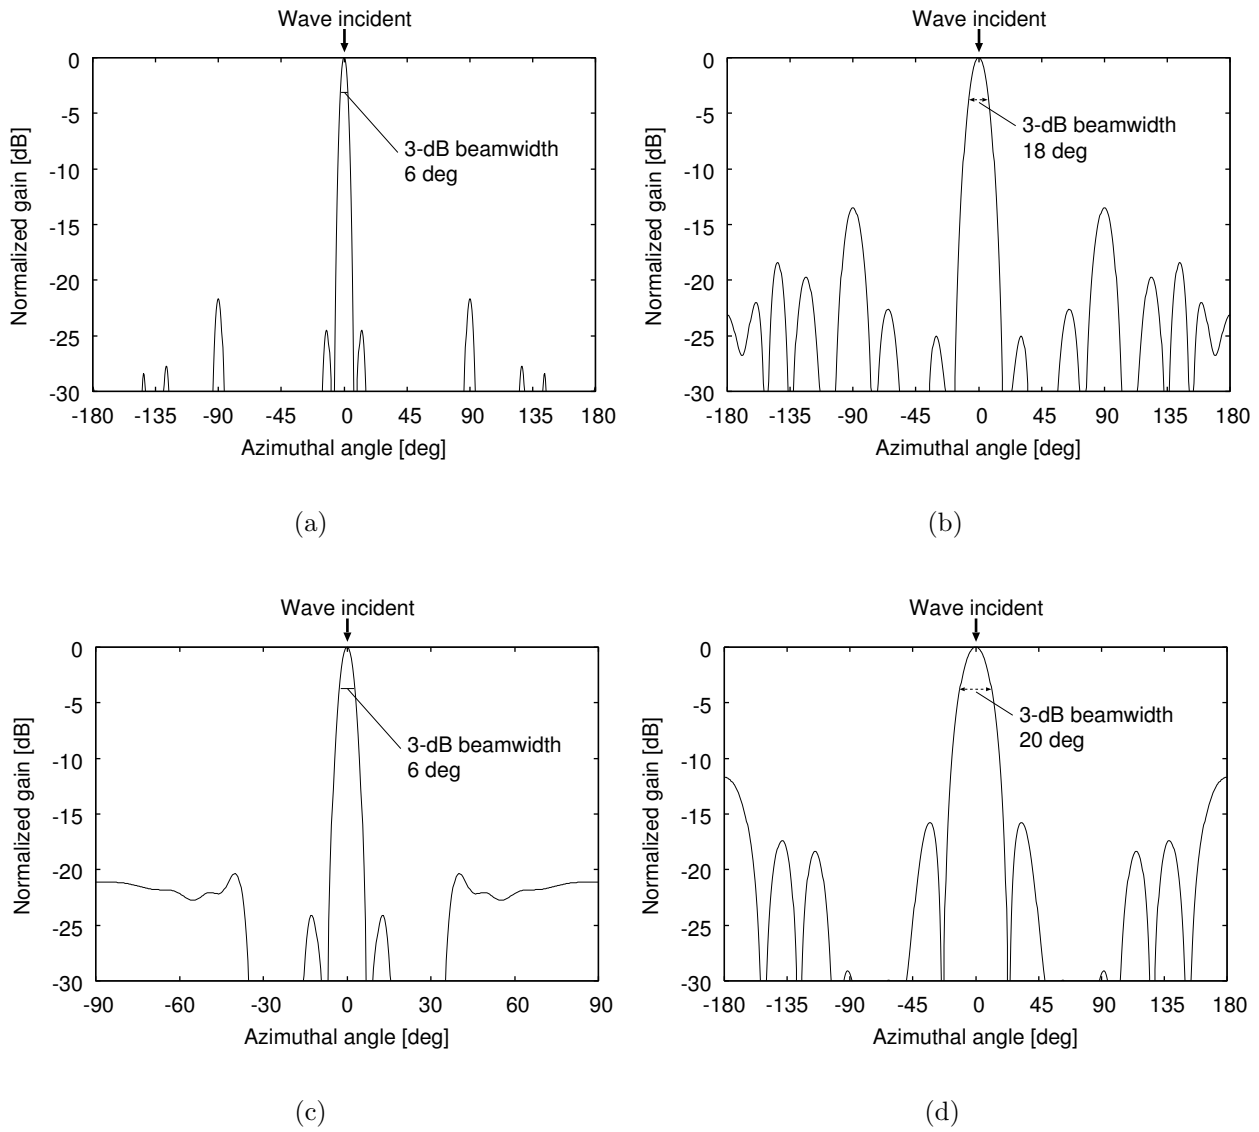 Wave incident
0
-5
-10
-15
-20
-25
-30
Normalized gain [dB]
3-dB beamwidth
6 deg
-180 -135 -90 -45 0 45 90 135 180
Azimuthal angle [deg]
(a)
Wave incident
0
-5
-10
-15
-20
-25
-30
Normalized gain [dB]
3-dB beamwidth
18 deg
-180 -135 -90 -45 0 45 90 135 180
Azimuthal angle [deg]
(b)
Wave incident
0
-5
-10
-15
-20
-25
-30
Normalized gain [dB]
3-dB beamwidth
6 deg
-90 -60 -30 0 30 60 90
Azimuthal angle [deg]
(c)
Wave incident
0
-5
-10
-15
-20
-25
-30
Normalized gain [dB]
3-dB beamwidth
20 deg
-180 -135 -90 -45 0 45 90 135 180
Azimuthal angle [deg]
(d)